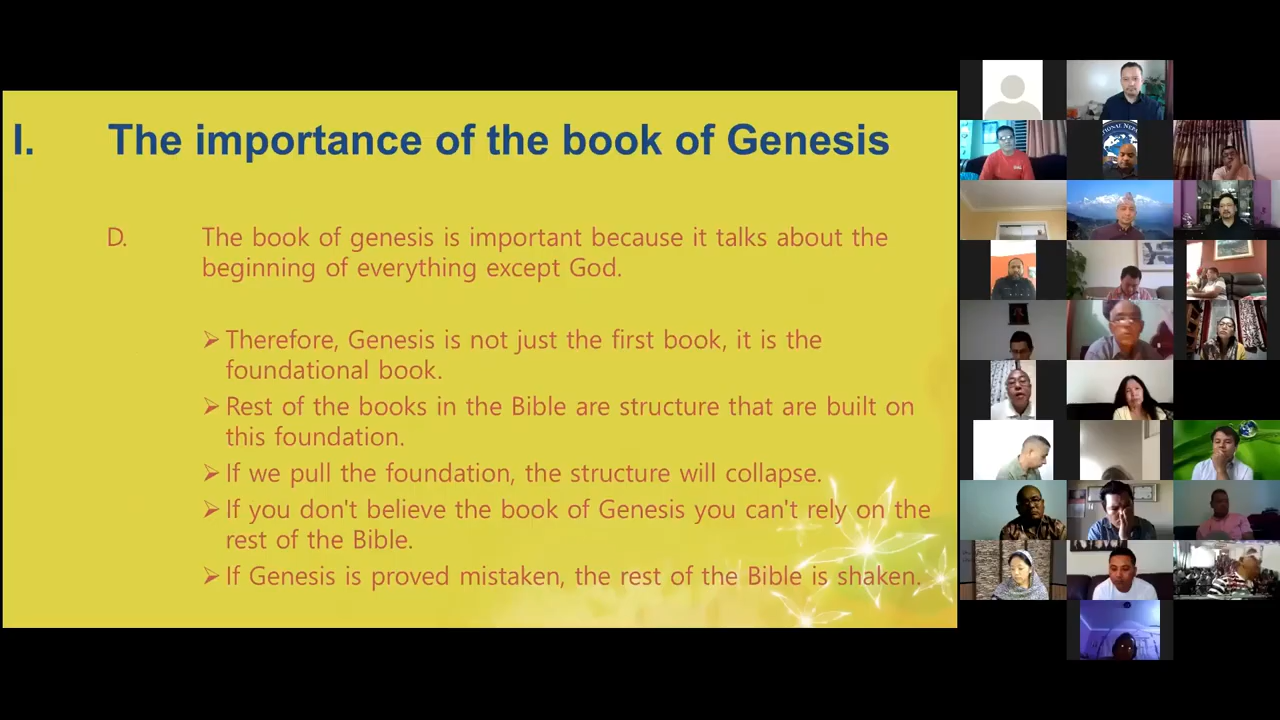 I. The importance of the book of Genesis
D. The book of genesis is important because it talks about the
beginning of everything except God.
➢ Therefore, Genesis is not just the first book, it is the
foundational book.
➢ Rest of the books in the Bible are structure that are built on
this foundation.
➢ If we pull the foundation, the structure will collapse.
➢ If you don't believe the book of Genesis you can't rely on the
rest of the Bible.
➢ If Genesis is proved mistaken, the rest of the Bible is shaken.